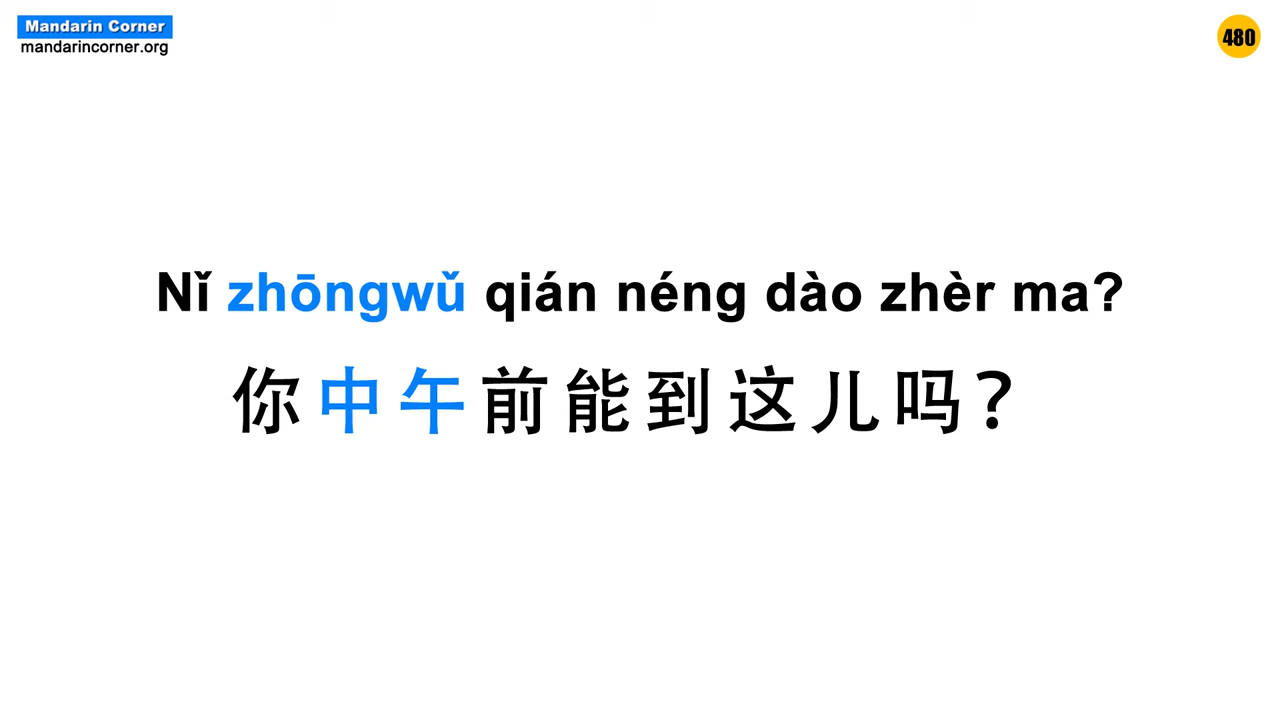 Mandarin Corner
mandarincorner.org
480
Nǐ zhōngwǔ qián néng dào zhèr ma?
你中午前能到这儿吗?